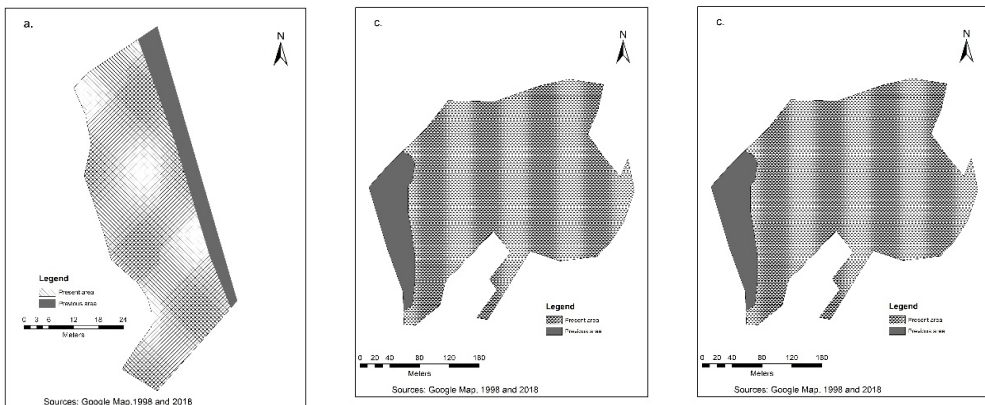 a.
N
Legend
Present area
Previous area
0 3 6 12 18 24
Meters
Sources: Google Map,1998 and 2018
c.
N
Legend
Present area
Previous area
0 20 40 80 120 160
Meters
Sources: Google Map, 1998 and 2018
c.
N
Legend
Present area
Previous area
0 20 40 80 120 160
Meters
Sources: Google Map, 1998 and 2018